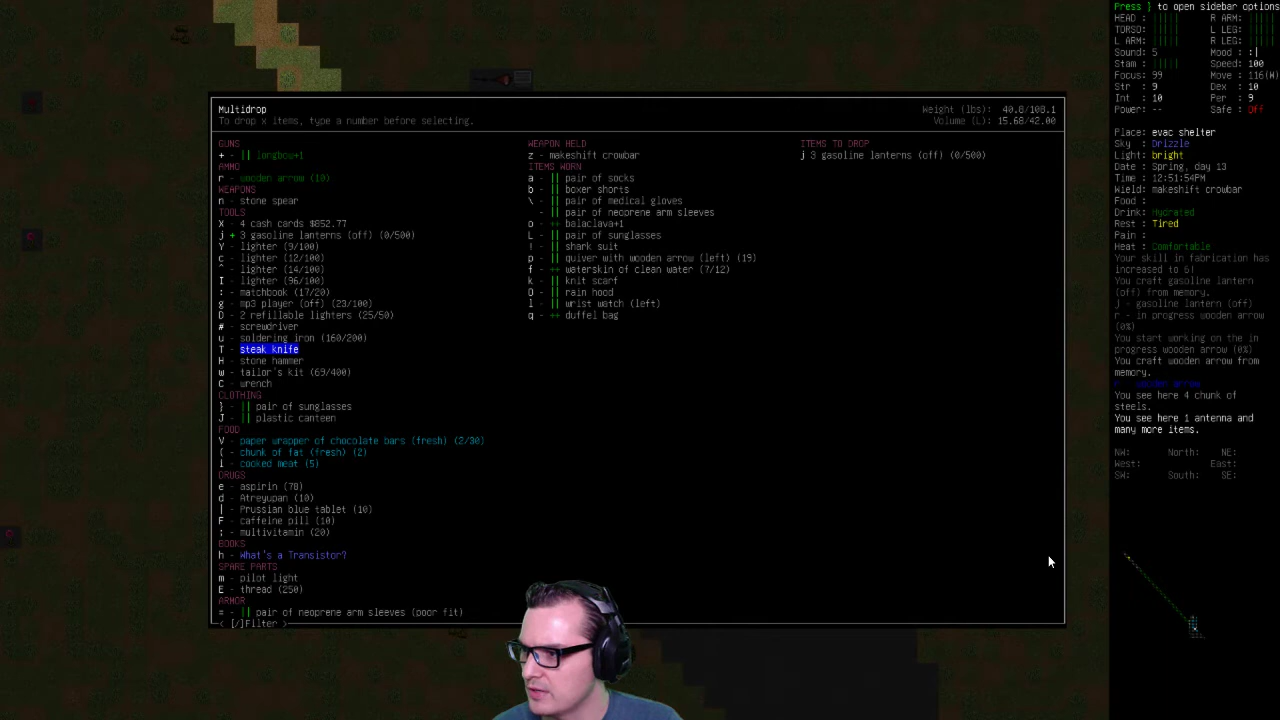 Press } to open sidebar options
HEAD : ||||| R ARM: |||||
TORSO: ||||| L LEG: |||||
L ARM: ||||| R LEG: |||||
Sound: 5 Mood : :|
Stam : ||||| Speed: 100
Focus: 99 Move : 116(W)
Str : 9 Dex : 10
Int : 10 Per : 9
Power: -- Safe : Off
Place: evac shelter
Sky : Drizzle
Light: bright
Date : Spring, day 13
Time : 12:51:54PM
Wield: makeshift crowbar
Food :
Drink: Hydrated
Rest : Tired
Pain :
Heat : Comfortable
Your skill in fabrication has
increased to 5!
You craft gasoline lantern
(off) from memory.
j - gasoline lantern (off)
r - in progress wooden arrow
(0%)
You start working on the in
progress wooden arrow (0%)
You craft wooden arrow from
memory.
r - wooden arrow
You see here 4 chunk of
steels.
You see here 1 antenna and
many more items.
NW: North: NE:
West: East:
SW: South: SE:
Multidrop
To drop x items, type a number before selecting.
Weight (lbs): 40.8/108.1
Volume (L): 15.68/42.00
GUNS
+ - || longbow+1
AMMO
r - wooden arrow (10)
WEAPONS
n - stone spear
TOOLS
X - 4 cash cards $852.77
j + 3 gasoline lanterns (off) (0/500)
Y - lighter (9/100)
c - lighter (12/100)
^ - lighter (14/100)
I - lighter (96/100)
: - matchbook (17/20)
g - mp3 player (off) (23/100)
D - 2 refillable lighters (25/50)
# - screwdriver
u - soldering iron (160/200)
T - steak knife
H - stone hammer
w - tailor's kit (69/400)
C - wrench
CLOTHING
} - || pair of sunglasses
J - || plastic canteen
FOOD
V - paper wrapper of chocolate bars (fresh) (2/30)
( - chunk of fat (fresh) (2)
i - cooked meat (5)
DRUGS
e - aspirin (78)
d - Atreyupan (10)
| - Prussian blue tablet (10)
F - caffeine pill (10)
; - multivitamin (20)
BOOKS
h - What's a Transistor?
SPARE PARTS
m - pilot light
E - thread (250)
ARMOR
= - || pair of neoprene arm sleeves (poor fit)
< [/]Filter >
WEAPON HELD
z - makeshift crowbar
ITEMS WORN
a - || pair of socks
b - || boxer shorts
\ - || pair of medical gloves
- || pair of neoprene arm sleeves
o - ++ balaclava+1
L - || pair of sunglasses
! - || shark suit
p - || quiver with wooden arrow (left) (19)
f - ++ waterskin of clean water (7/12)
k - || knit scarf
O - || rain hood
l - || wrist watch (left)
q - ++ duffel bag
ITEMS TO DROP
j 3 gasoline lanterns (off) (0/500)